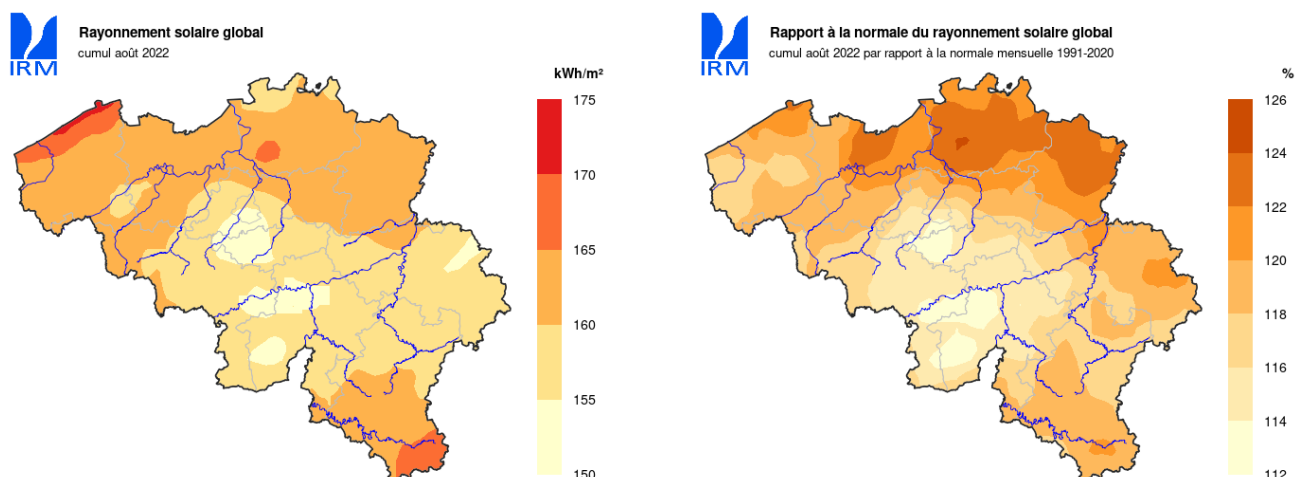 Rayonnement solaire global
cumul août 2022
IRM
kWh/m²
175
170
165
160
155
150
Rapport à la normale du rayonnement solaire global
cumul août 2022 par rapport à la normale mensuelle 1991-2020
IRM
%
126
124
122
120
118
116
114
112